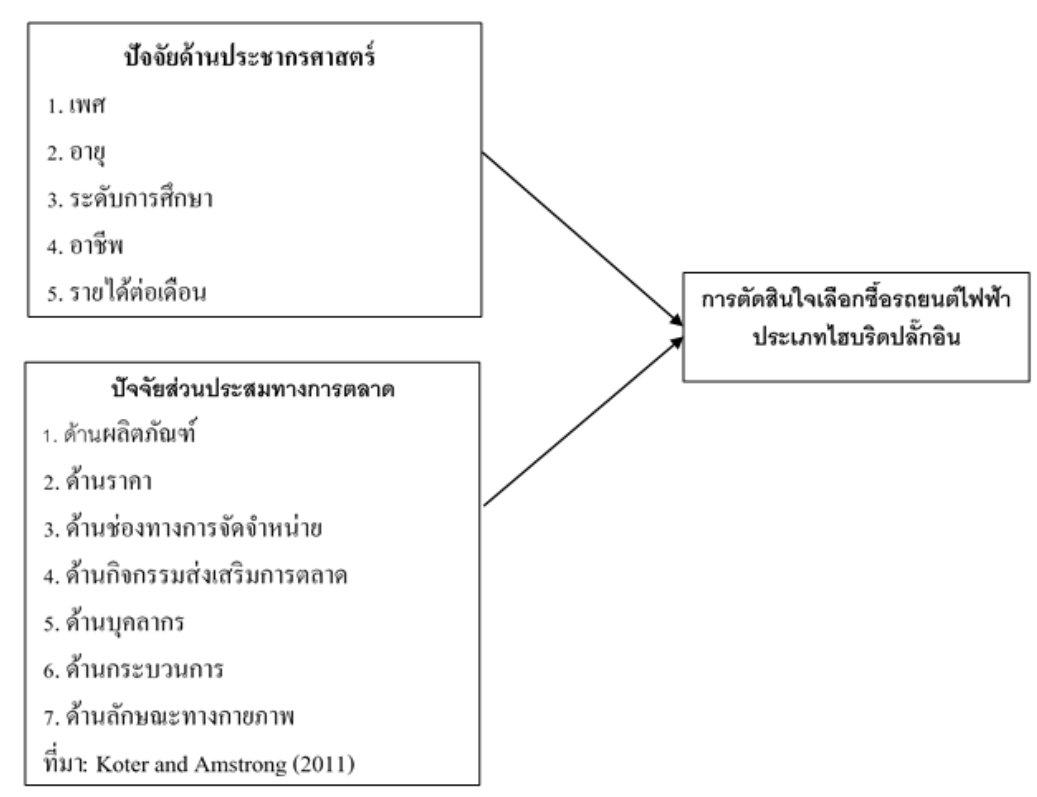 ปัจจัยด้านประชากรศาสตร์
1. เพศ
2. อายุ
3. ระดับการศึกษา
4. อาชีพ
5. รายได้ต่อเดือน
ปัจจัยส่วนประสมทางการตลาด
1. ด้านผลิตภัณฑ์
2. ด้านราคา
3. ด้านช่องทางการจัดจำหน่าย
4. ด้านกิจกรรมส่งเสริมการตลาด
5. ด้านบุคลากร
6. ด้านกระบวนการ
7. ด้านลักษณะทางกายภาพ
ที่มา: Koter and Amstrong (2011)
การตัดสินใจเลือกซื้อรถยนต์ไฟฟ้า
ประเภทไฮบริดปลั๊กอิน